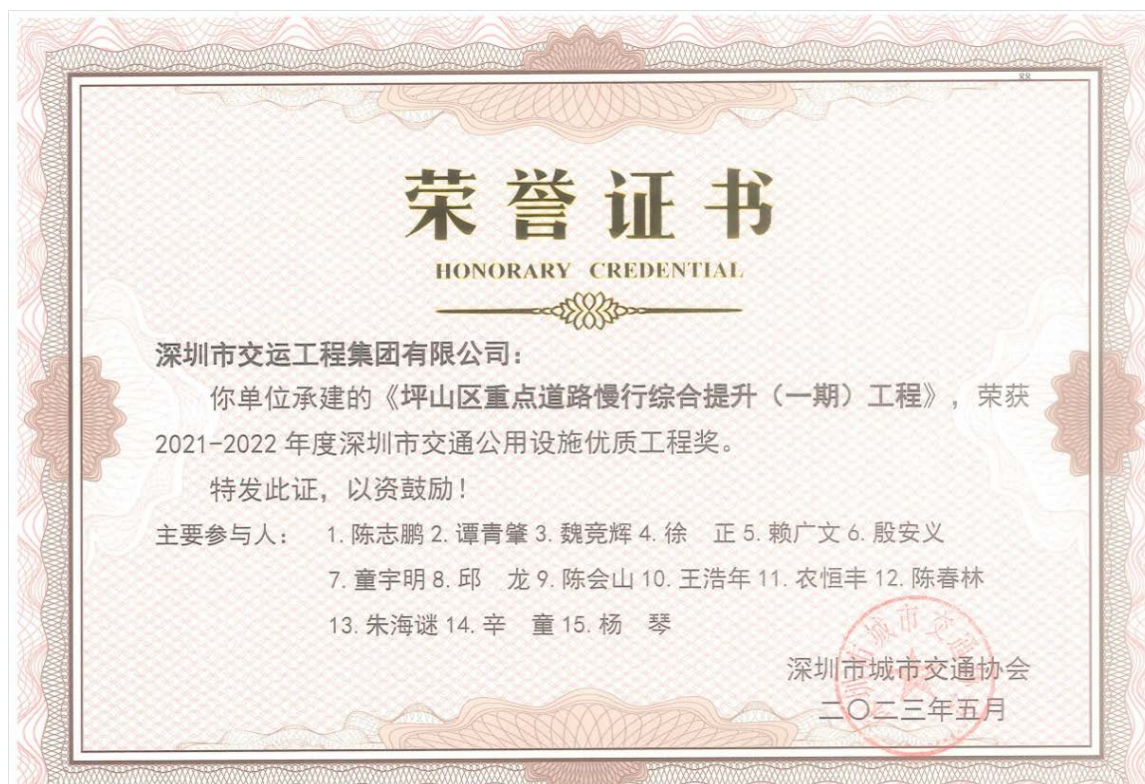 荣誉证书
HONORARY CREDENTIAL
深圳市交运工程集团有限公司：
你单位承建的《坪山区重点道路慢行综合提升（一期）工程》，荣获
2021-2022 年度深圳市交通公用设施优质工程奖。
特发此证，以资鼓励！
主要参与人： 1.陈志鹏 2.谭青肇 3.魏竞辉 4.徐　正 5.赖广文 6.殷安义
7.童宇明 8.邱　龙 9.陈会山 10.王浩年 11.农恒丰 12.陈春林
13.朱海谜 14.辛　童 15.杨　琴
深圳市城市交通协会
二〇二三年五月